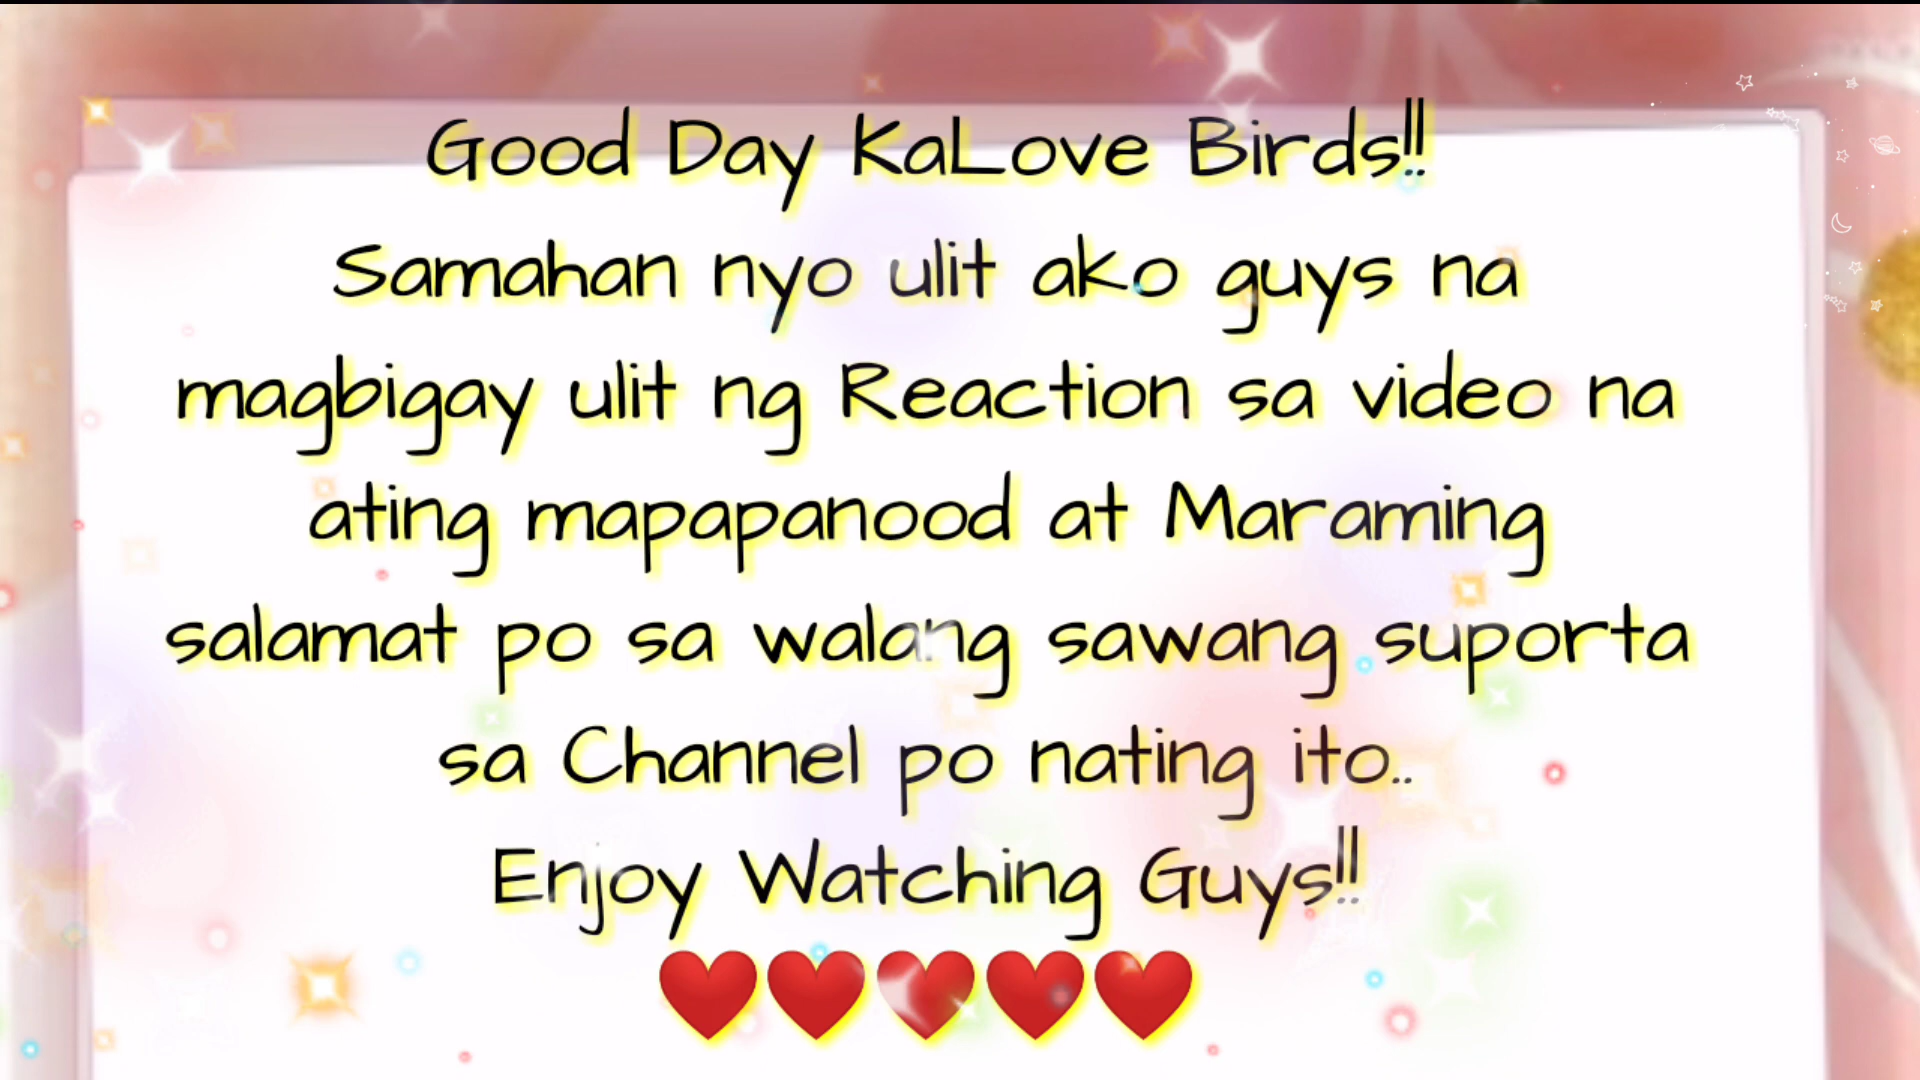 Good Day KaLove Birds!!
Samahan nyo ulit ako guys na
magbigay ulit ng Reaction sa video na
ating mapapanood at Maraming
salamat po sa walang sawang suporta
sa Channel po nating ito..
Enjoy Watching Guys!!
❤️❤️❤️❤️❤️